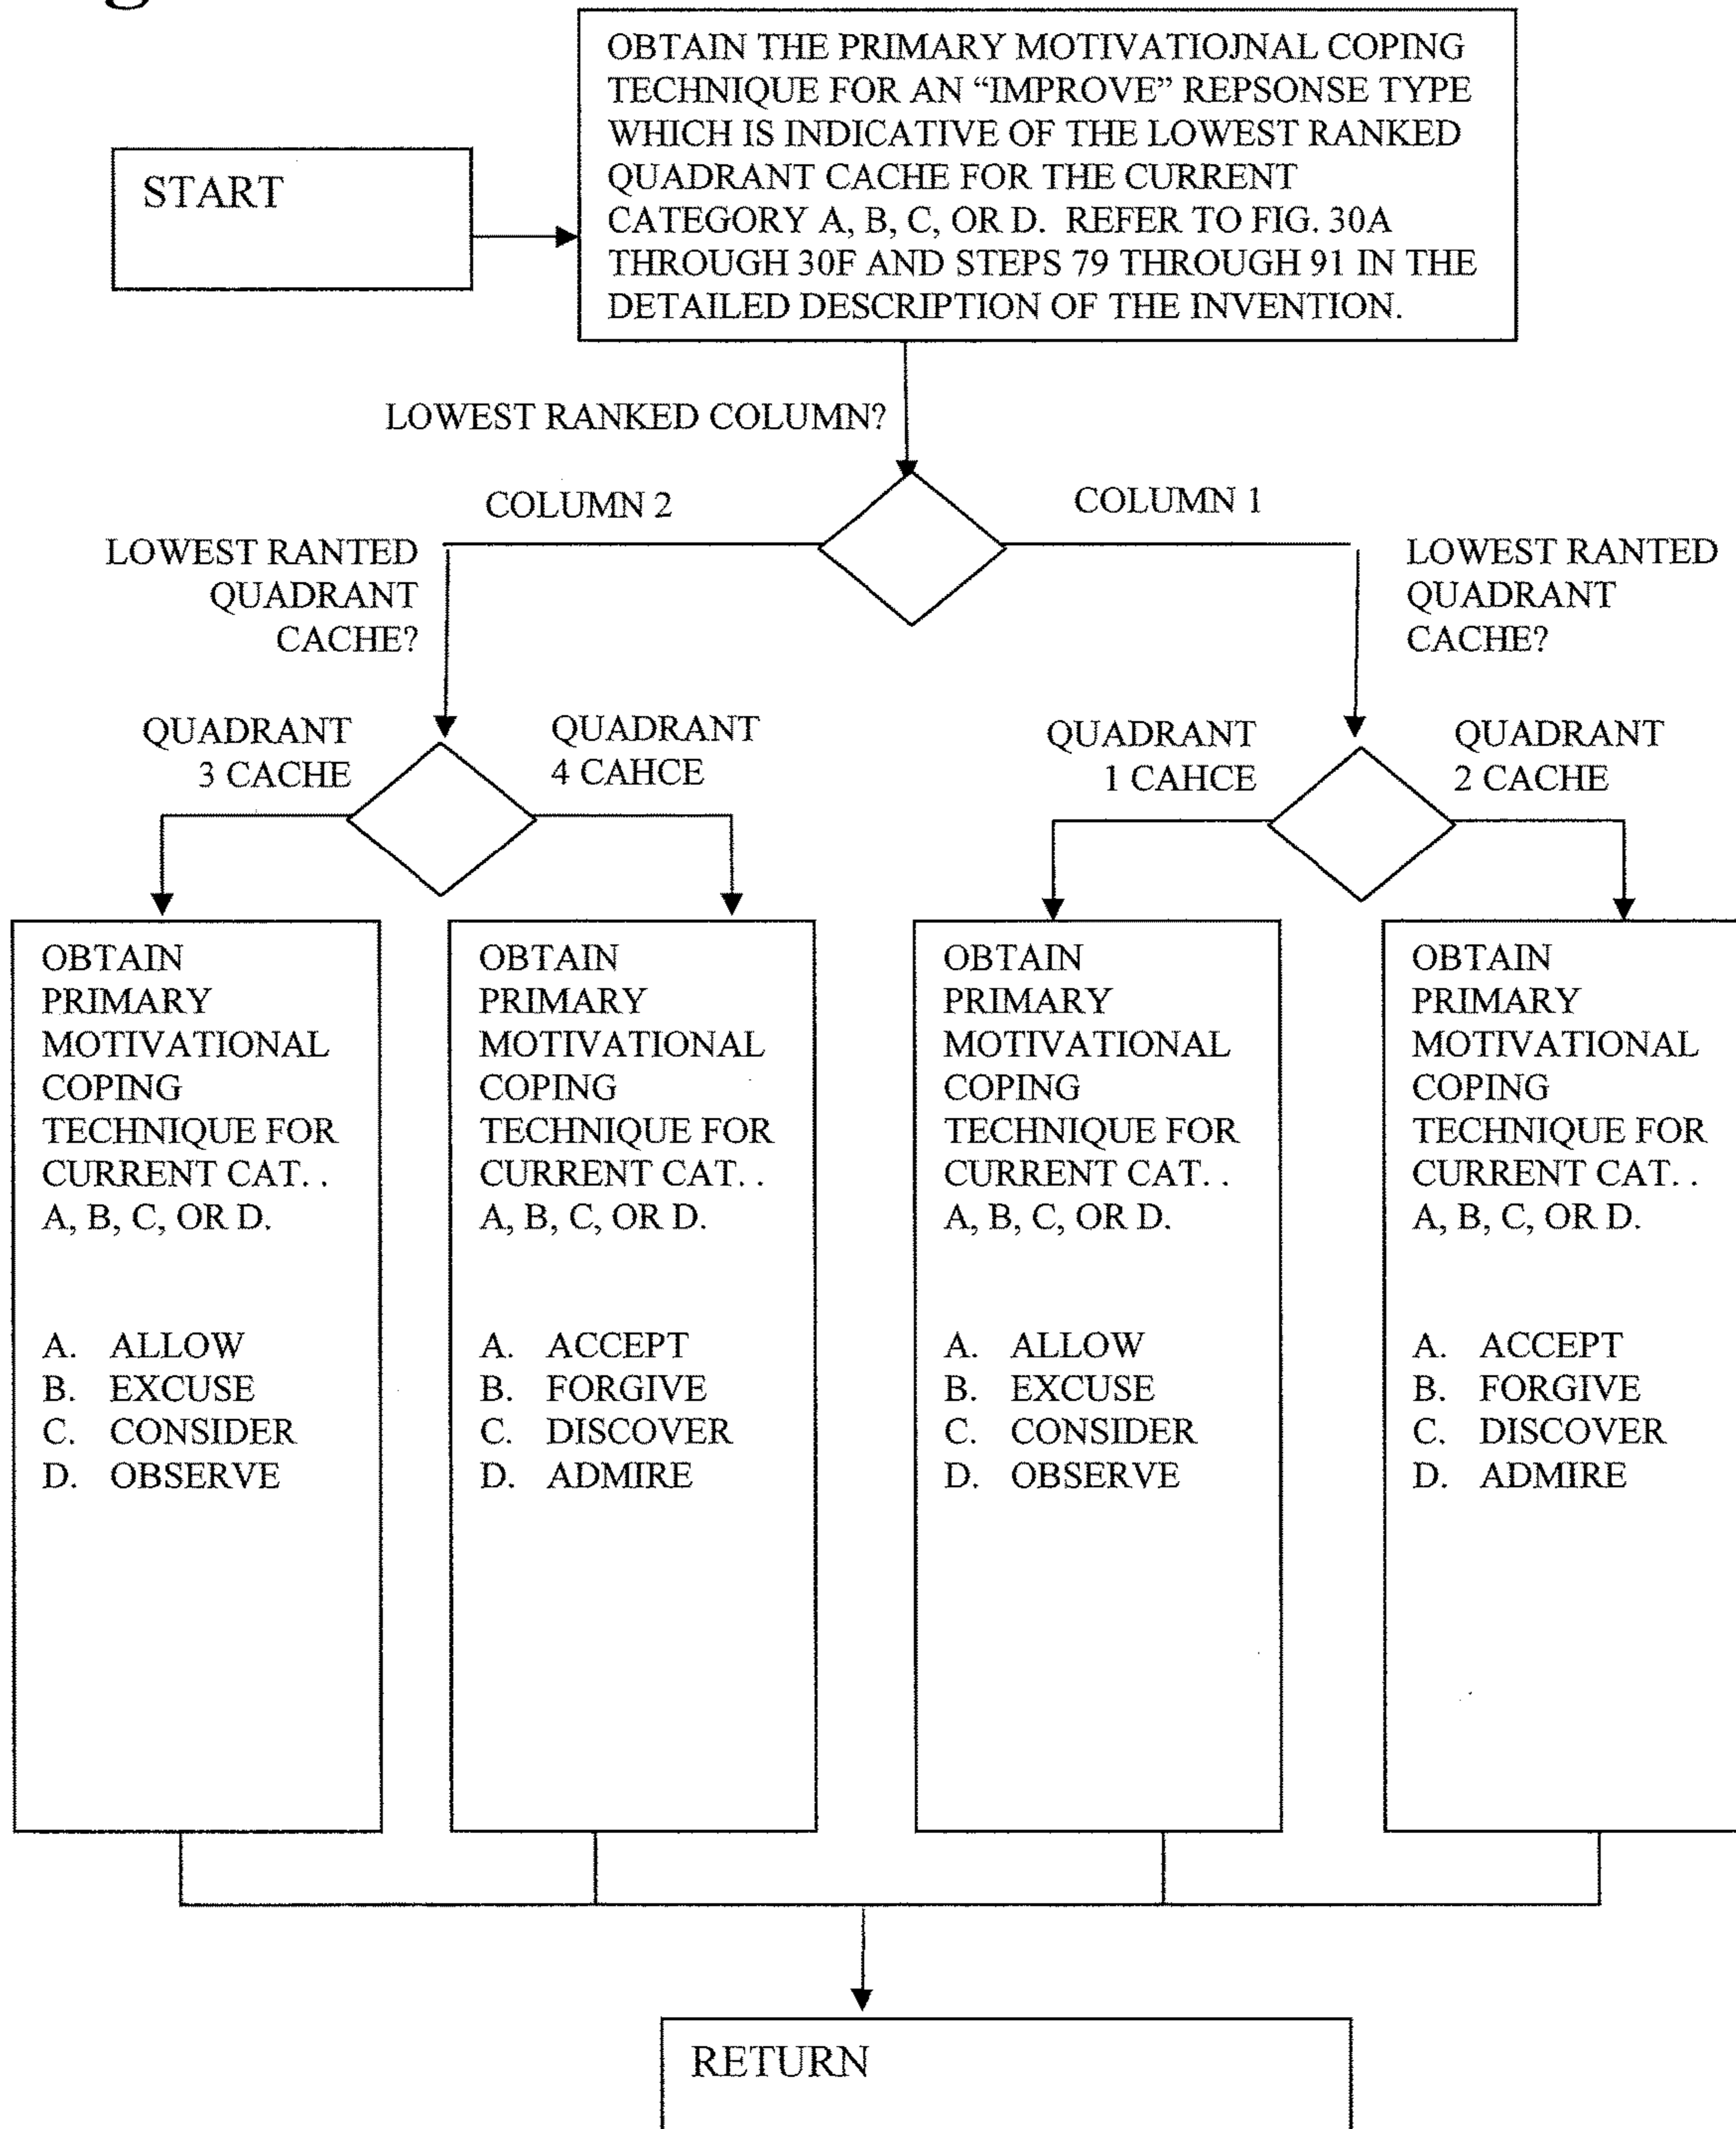 OBTAIN THE PRIMARY MOTIVATIOJNAL COPING
TECHNIQUE FOR AN “IMPROVE” REPSONSE TYPE
WHICH IS INDICATIVE OF THE LOWEST RANKED
QUADRANT CACHE FOR THE CURRENT
CATEGORY A, B, C, OR D.  REFER TO FIG. 30A
THROUGH 30F AND STEPS 79 THROUGH 91 IN THE
DETAILED DESCRIPTION OF THE INVENTION.
START
LOWEST RANKED COLUMN?
COLUMN 2
COLUMN 1
LOWEST RANTED
QUADRANT
CACHE?
LOWEST RANTED
QUADRANT
CACHE?
QUADRANT
3 CACHE
QUADRANT
4 CAHCE
QUADRANT
1 CAHCE
QUADRANT
2 CACHE
OBTAIN
PRIMARY
MOTIVATIONAL
COPING
TECHNIQUE FOR
CURRENT CAT. .
A, B, C, OR D.
A. ALLOW
B. EXCUSE
C. CONSIDER
D. OBSERVE
OBTAIN
PRIMARY
MOTIVATIONAL
COPING
TECHNIQUE FOR
CURRENT CAT. .
A, B, C, OR D.
A. ACCEPT
B. FORGIVE
C. DISCOVER
D. ADMIRE
OBTAIN
PRIMARY
MOTIVATIONAL
COPING
TECHNIQUE FOR
CURRENT CAT. .
A, B, C, OR D.
A. ALLOW
B. EXCUSE
C. CONSIDER
D. OBSERVE
OBTAIN
PRIMARY
MOTIVATIONAL
COPING
TECHNIQUE FOR
CURRENT CAT. .
A, B, C, OR D.
A. ACCEPT
B. FORGIVE
C. DISCOVER
D. ADMIRE
RETURN